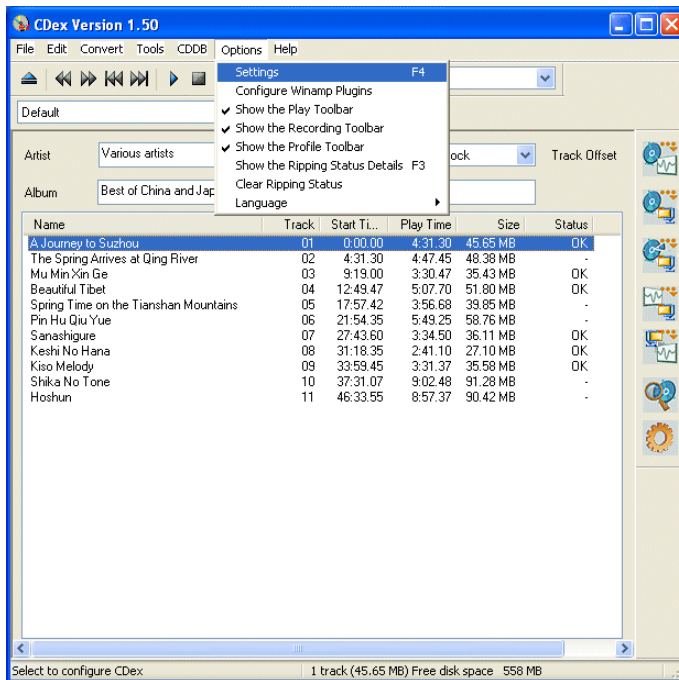 CDex Version 1.50
File Edit Convert Tools CDDB Options Help
Settings F4
Configure Winamp Plugins
Show the Play Toolbar
Show the Recording Toolbar
Show the Profile Toolbar
Show the Ripping Status Details F3
Clear Ripping Status
Language
Default
Artist Various artists ock Track Offset
Album Best of China and Jap
Name Track Start Ti... Play Time Size Status
A Journey to Suzhou 01 0:00.00 4:31.30 45.65 MB OK
The Spring Arrives at Qing River 02 4:31.30 4:47.45 48.38 MB -
Mu Min Xin Ge 03 9:19.00 3:30.47 35.43 MB OK
Beautiful Tibet 04 12:49.47 5:07.70 51.80 MB OK
Spring Time on the Tianshan Mountains 05 17:57.42 3:56.68 39.85 MB -
Pin Hu Qiu Yue 06 21:54.35 5:49.25 58.76 MB -
Sanashigure 07 27:43.60 3:34.50 36.11 MB OK
Keshi No Hana 08 31:18.35 2:41.10 27.10 MB OK
Kiso Melody 09 33:59.45 3:31.37 35.58 MB OK
Shika No Tone 10 37:31.07 9:02.48 91.28 MB -
Hoshun 11 46:33.55 8:57.37 90.42 MB -
Select to configure CDex 1 track (45.65 MB) Free disk space 558 MB